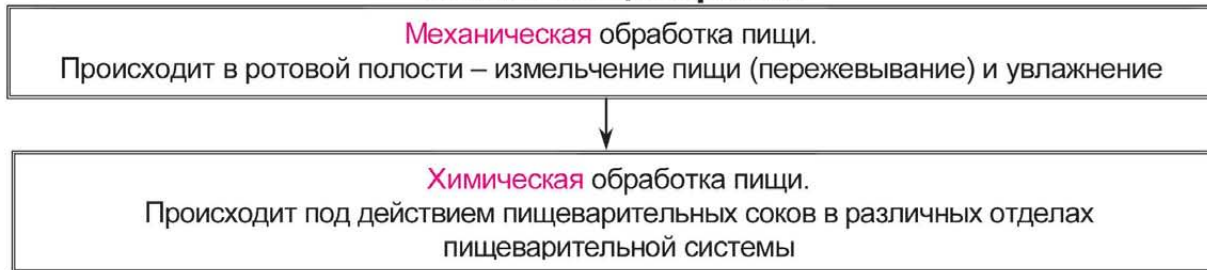 Механическая обработка пищи.
Происходит в ротовой полости – измельчение пищи (пережевывание) и увлажнение
Химическая обработка пищи.
Происходит под действием пищеварительных соков в различных отделах
пищеварительной системы